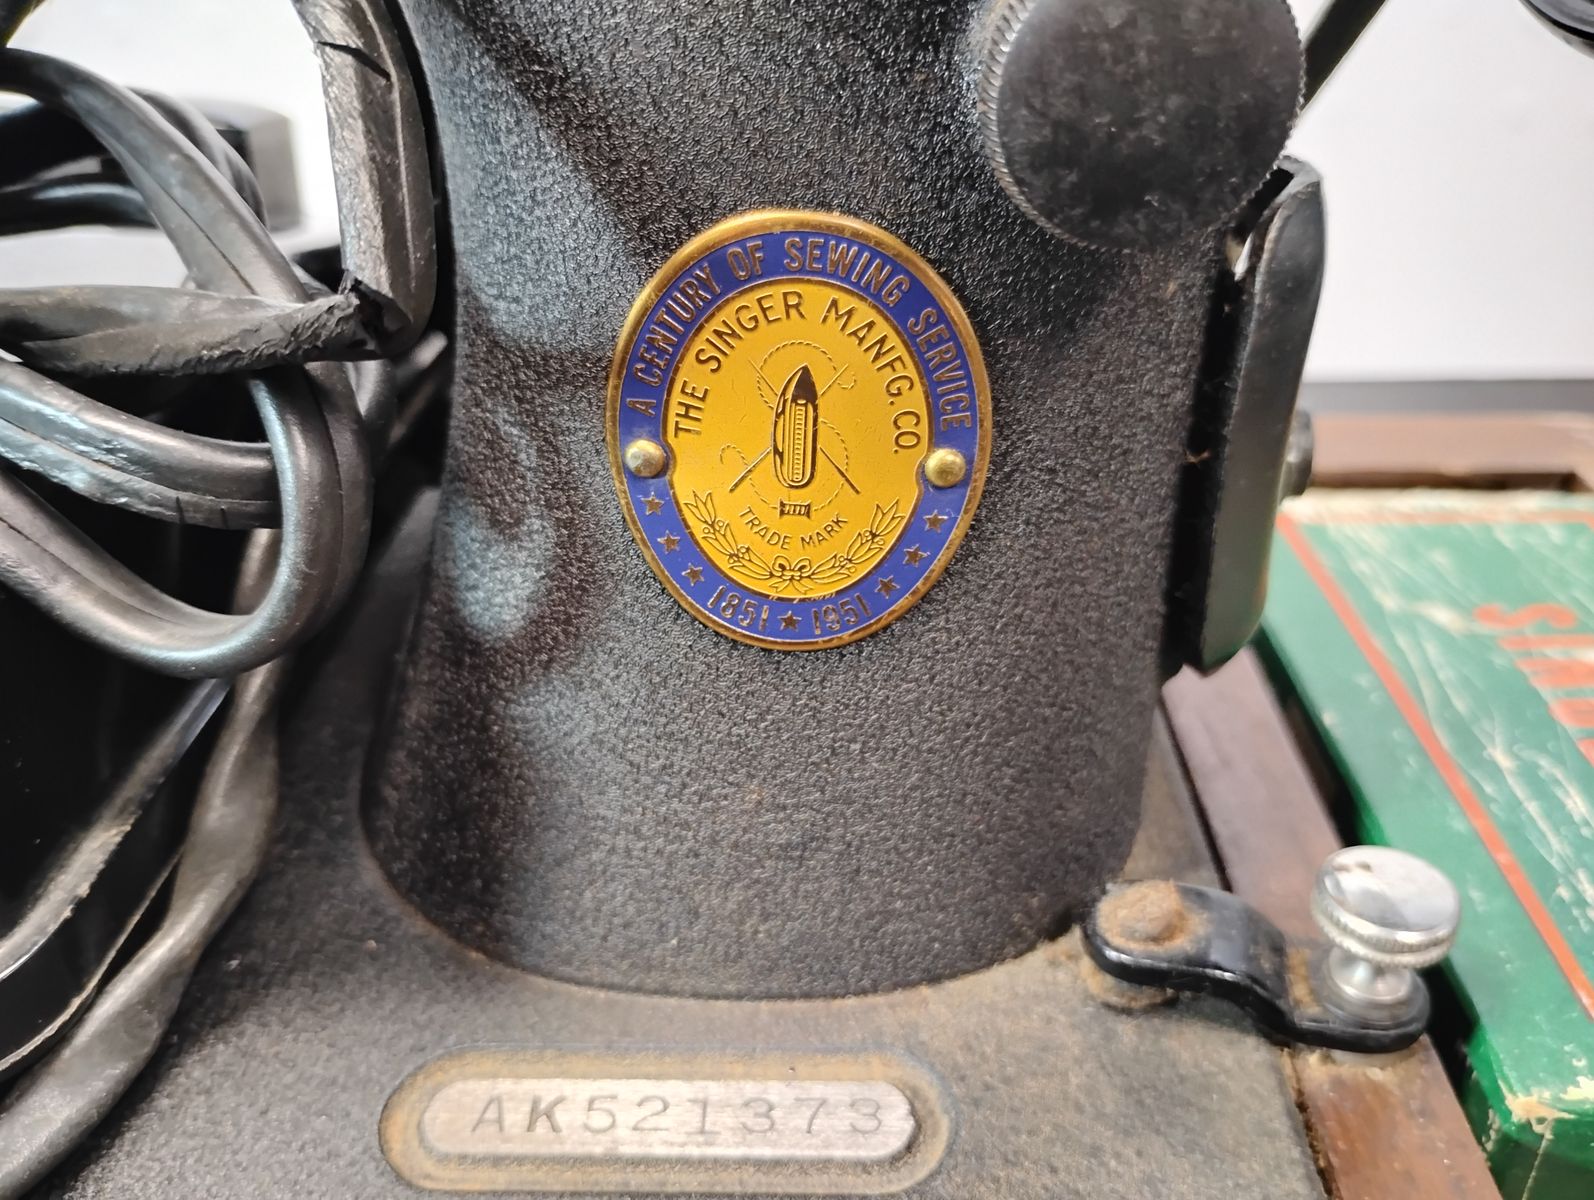 A CENTURY OF SEWING SERVICE
THE SINGER MANFG. CO.
TRADE MARK
1851 ★ 1951
AK521373